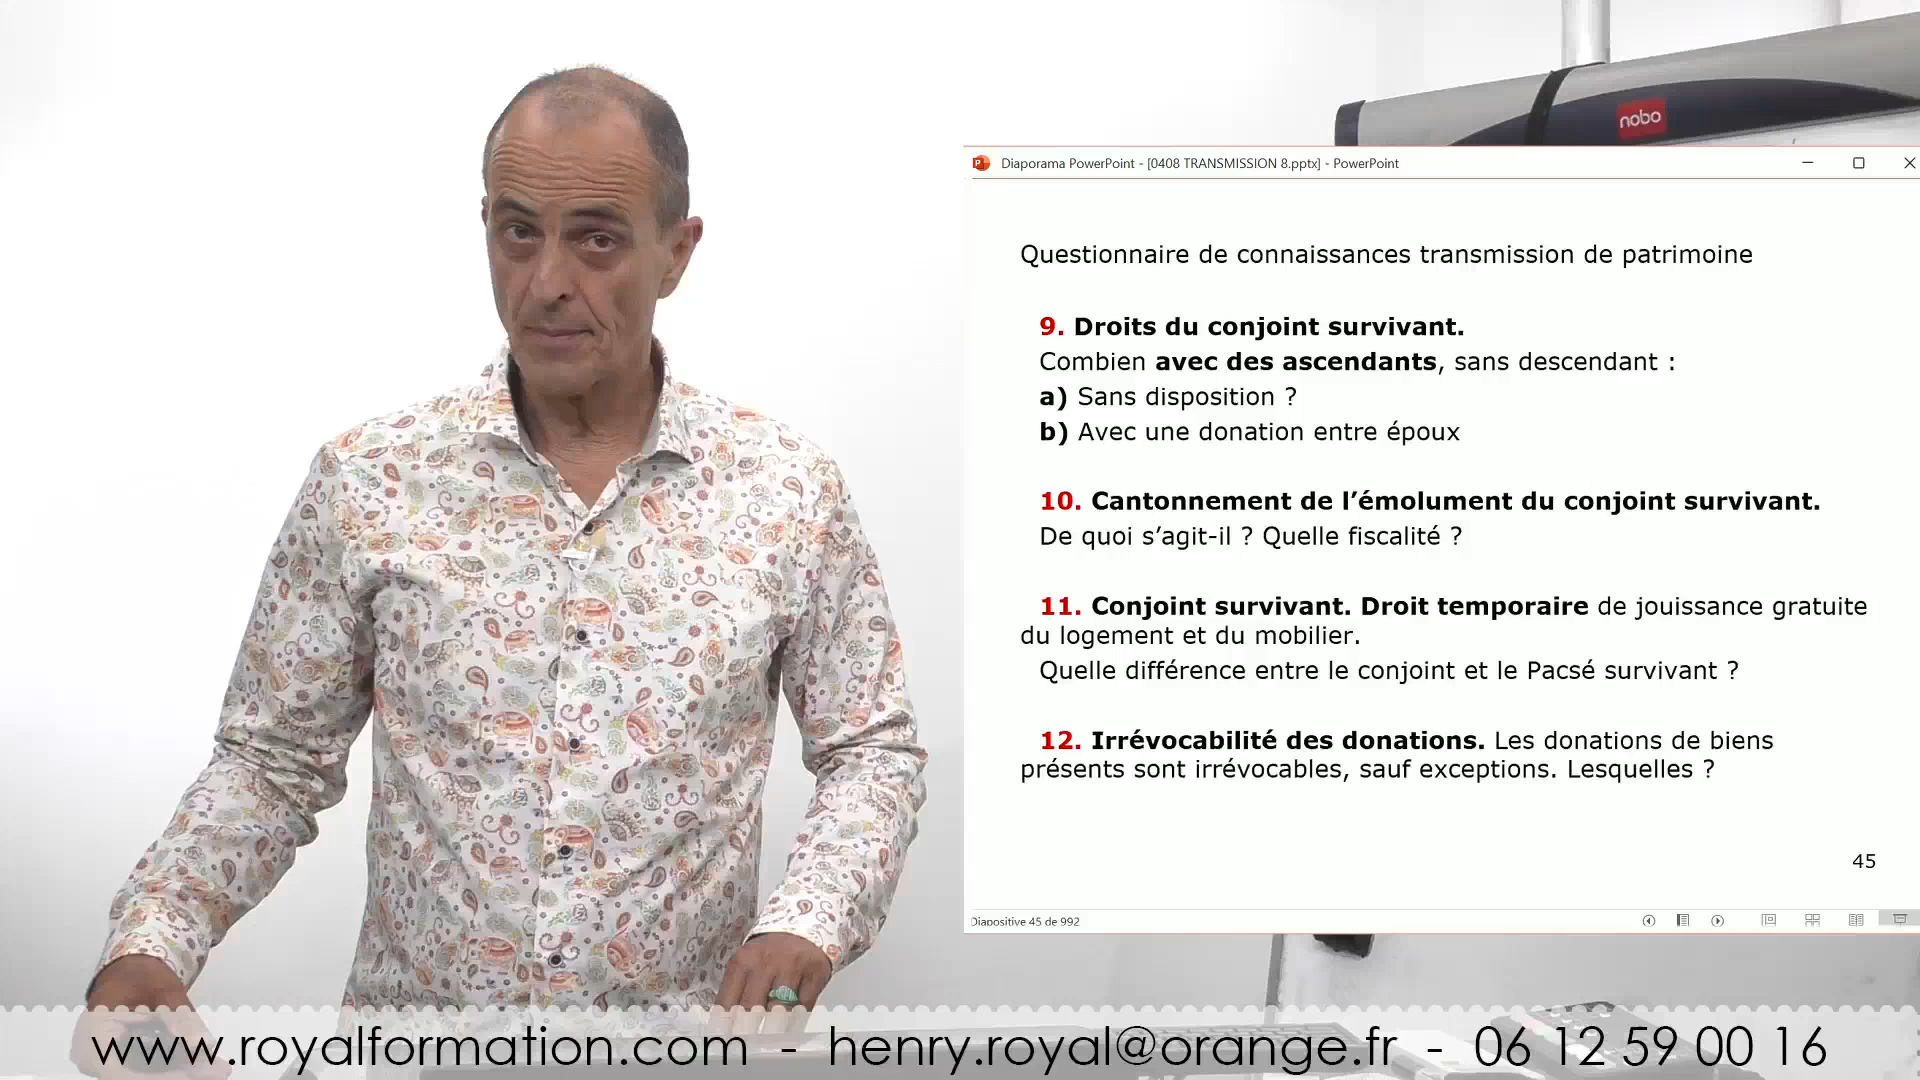 nobo
Diaporama PowerPoint - [0408 TRANSMISSION 8.pptx] - PowerPoint
Questionnaire de connaissances transmission de patrimoine
9. Droits du conjoint survivant.
Combien avec des ascendants, sans descendant :
a) Sans disposition ?
b) Avec une donation entre époux
10. Cantonnement de l’émolument du conjoint survivant.
De quoi s’agit-il ? Quelle fiscalité ?
11. Conjoint survivant. Droit temporaire de jouissance gratuite
du logement et du mobilier.
Quelle différence entre le conjoint et le Pacsé survivant ?
12. Irrévocabilité des donations. Les donations de biens
présents sont irrévocables, sauf exceptions. Lesquelles ?
45
Diapositive 45 de 992
www.royalformation.com - henry.royal@orange.fr - 06 12 59 00 16